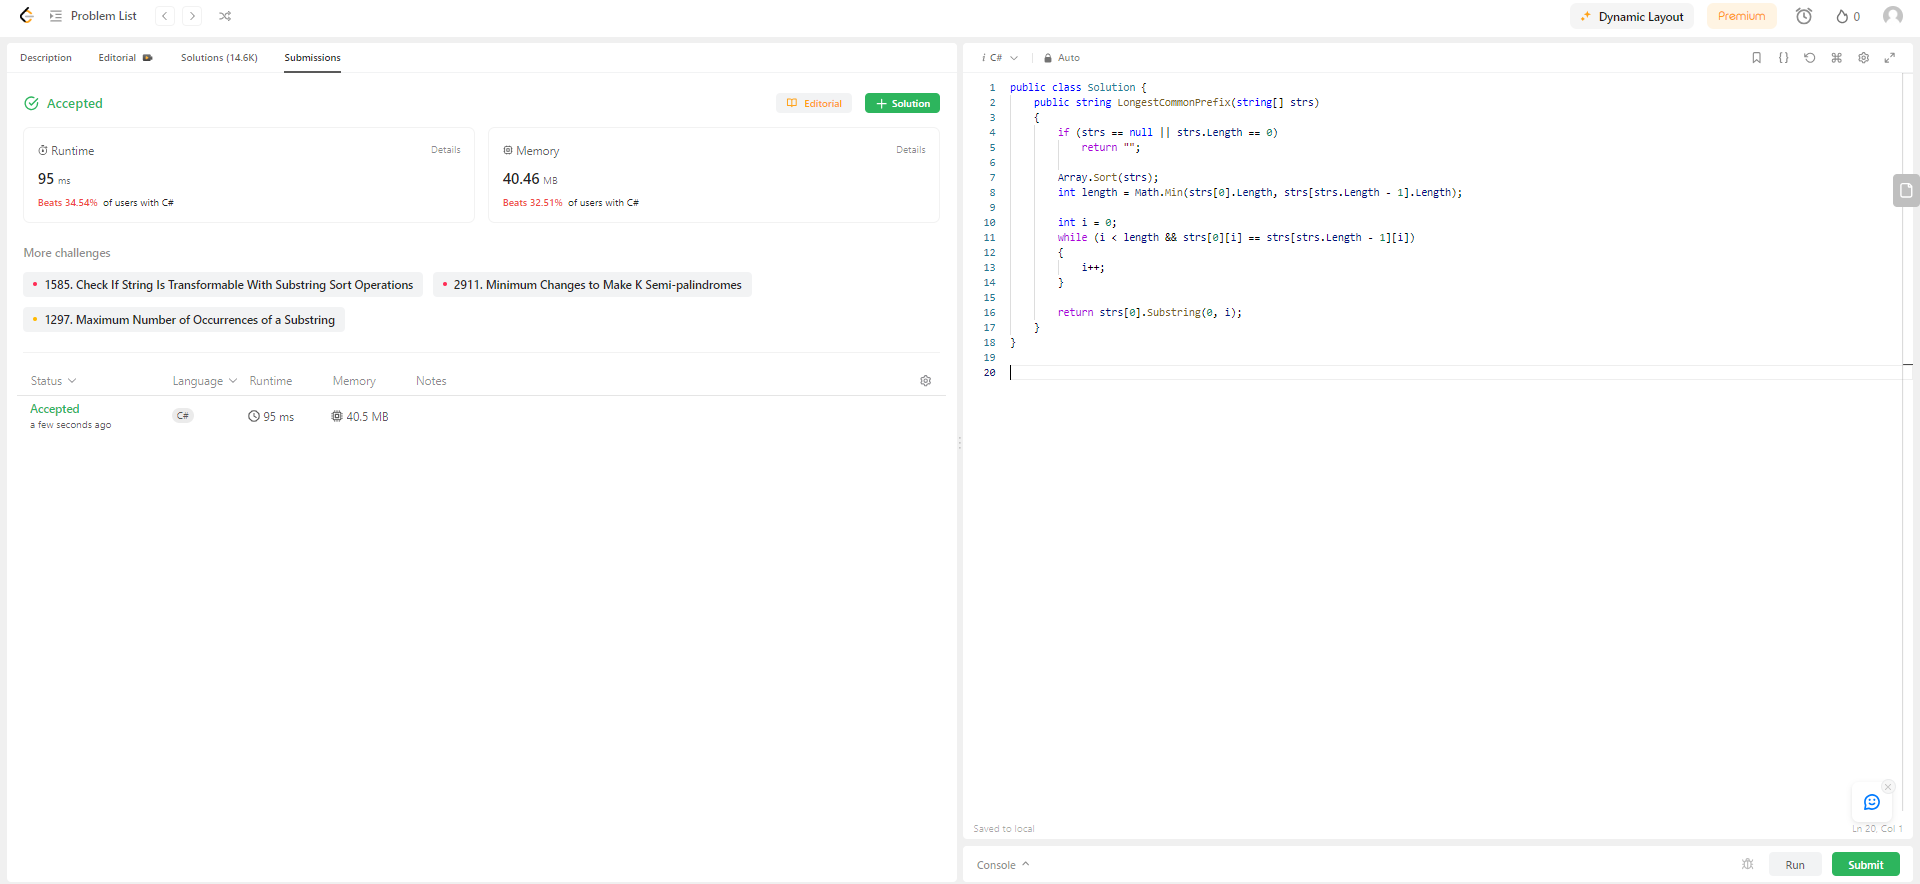 Problem List
Dynamic Layout
Premium
0
Description
Editorial
Solutions (14.6K)
Submissions
Accepted
Editorial
Solution
Runtime
Details
95 ms
Beats 34.54% of users with C#
Memory
Details
40.46 MB
Beats 32.51% of users with C#
More challenges
1585. Check If String Is Transformable With Substring Sort Operations
2911. Minimum Changes to Make K Semi-palindromes
1297. Maximum Number of Occurrences of a Substring
Status Language Runtime Memory Notes
Accepted
a few seconds ago
C#
95 ms
40.5 MB
i C#
Auto
1 public class Solution {
2 public string LongestCommonPrefix(string[] strs)
3 {
4 if (strs == null || strs.Length == 0)
5 return "";
6
7 Array.Sort(strs);
8 int length = Math.Min(strs[0].Length, strs[strs.Length - 1].Length);
9
10 int i = 0;
11 while (i < length && strs[0][i] == strs[strs.Length - 1][i])
12 {
13 i++;
14 }
15
16 return strs[0].Substring(0, i);
17 }
18 }
19
20
Saved to local
Ln 20, Col 1
Console
Run
Submit